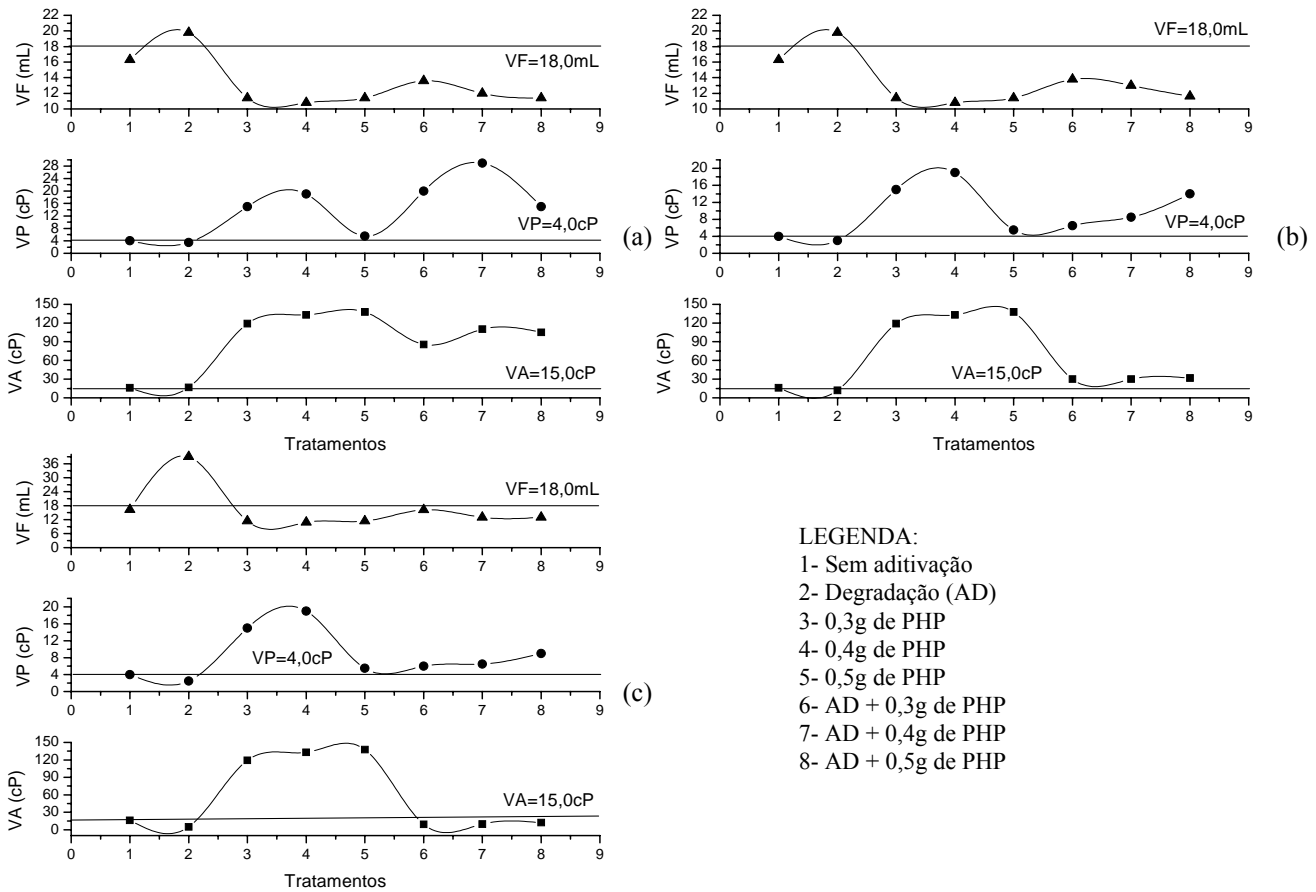 22
20
18
16
14
12
10
VF (mL)
VF=18,0mL
0 1 2 3 4 5 6 7 8 9
28
24
20
16
12
8
4
0
VP (cP)
VP=4,0cP
0 1 2 3 4 5 6 7 8 9
150
120
90
60
30
0
VA (cP)
VA=15,0cP
0 1 2 3 4 5 6 7 8 9
Tratamentos
(a)
22
20
18
16
14
12
10
VF (mL)
VF=18,0mL
0 1 2 3 4 5 6 7 8 9
20
16
12
8
4
0
VP (cP)
VP=4,0cP
0 1 2 3 4 5 6 7 8 9
150
120
90
60
30
0
VA (cP)
VA=15,0cP
0 1 2 3 4 5 6 7 8 9
Tratamentos
(b)
36
30
24
18
12
6
0
VF (mL)
VF=18,0mL
0 1 2 3 4 5 6 7 8 9
20
16
12
8
4
0
VP (cP)
VP=4,0cP
0 1 2 3 4 5 6 7 8 9
150
120
90
60
30
0
VA (cP)
VA=15,0cP
0 1 2 3 4 5 6 7 8 9
Tratamentos
(c)
LEGENDA:
1- Sem aditivação
2- Degradação (AD)
3- 0,3g de PHP
4- 0,4g de PHP
5- 0,5g de PHP
6- AD + 0,3g de PHP
7- AD + 0,4g de PHP
8- AD + 0,5g de PHP